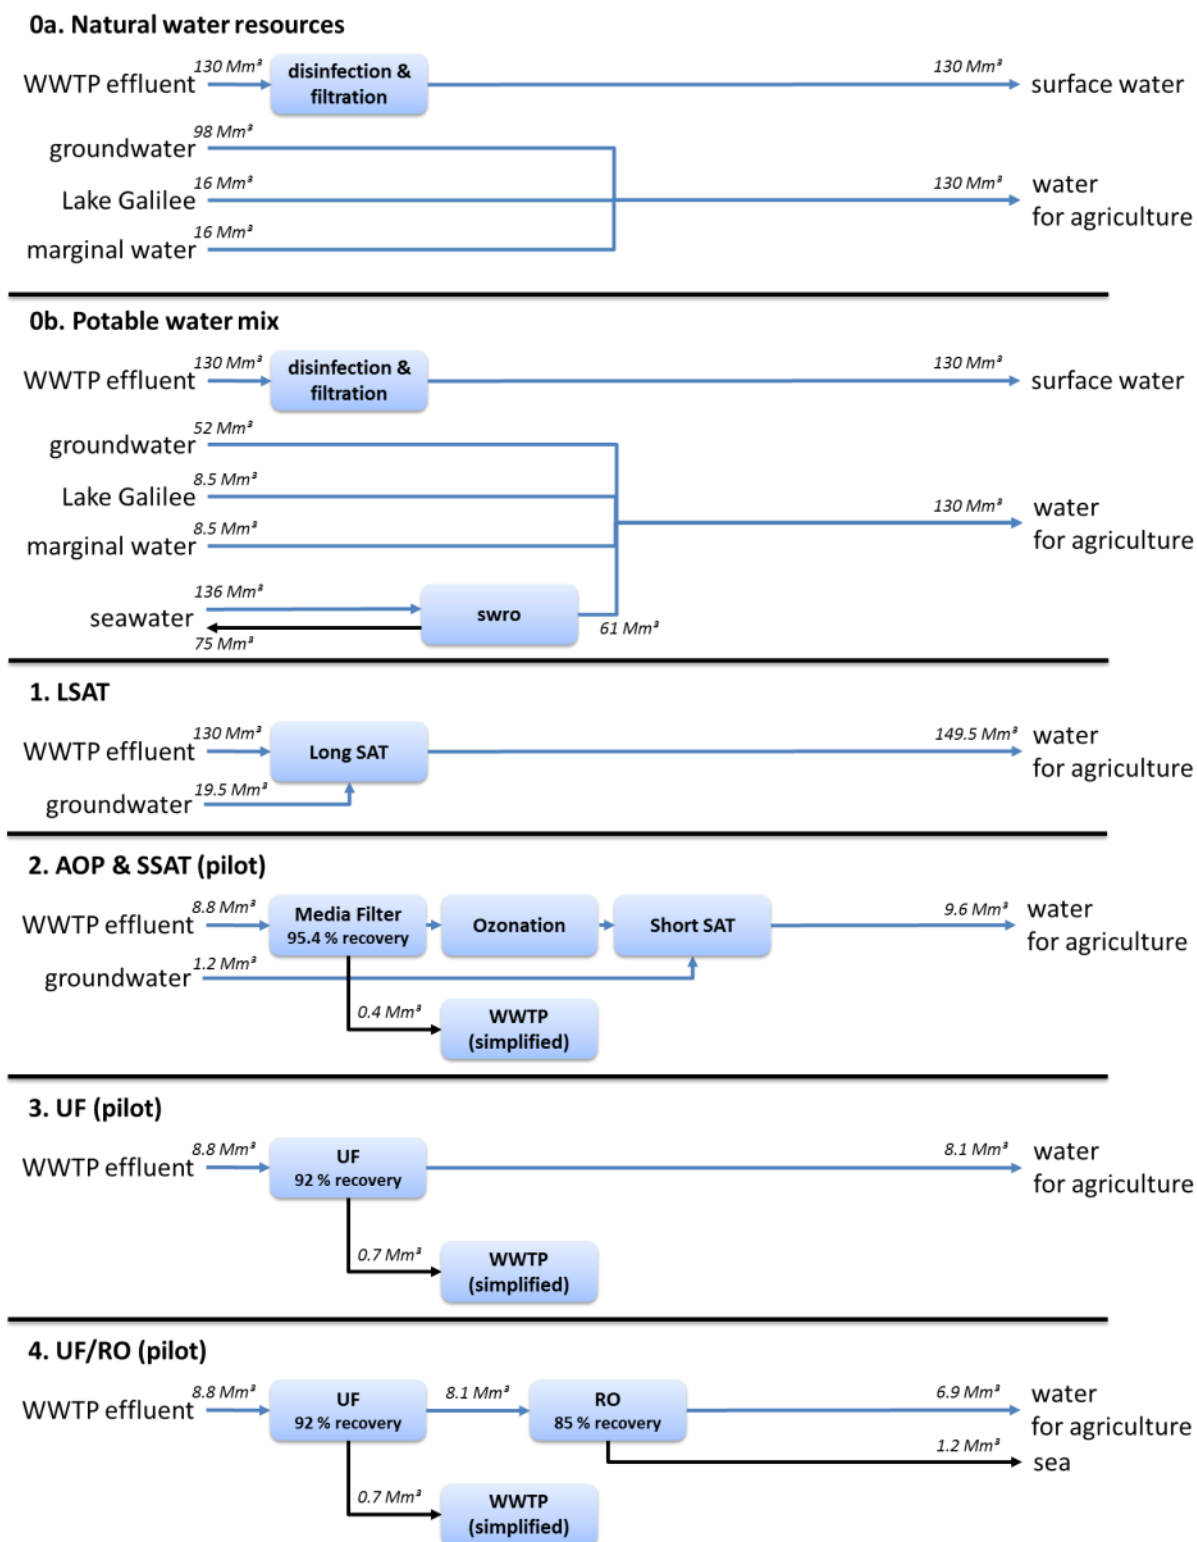 0a. Natural water resources
WWTP effluent
130 Mm³
disinfection &
filtration
130 Mm³
surface water
groundwater
98 Mm³
Lake Galilee
16 Mm³
130 Mm³
water
for agriculture
marginal water
16 Mm³
0b. Potable water mix
WWTP effluent
130 Mm³
disinfection &
filtration
130 Mm³
surface water
groundwater
52 Mm³
Lake Galilee
8.5 Mm³
130 Mm³
water
for agriculture
marginal water
8.5 Mm³
seawater
136 Mm³
75 Mm³
swro
61 Mm³
1. LSAT
WWTP effluent
130 Mm³
Long SAT
149.5 Mm³
water
for agriculture
groundwater
19.5 Mm³
2. AOP & SSAT (pilot)
WWTP effluent
8.8 Mm³
Media Filter
95.4 % recovery
Ozonation
Short SAT
9.6 Mm³
water
for agriculture
groundwater
1.2 Mm³
0.4 Mm³
WWTP
(simplified)
3. UF (pilot)
WWTP effluent
8.8 Mm³
UF
92 % recovery
8.1 Mm³
water
for agriculture
0.7 Mm³
WWTP
(simplified)
4. UF/RO (pilot)
WWTP effluent
8.8 Mm³
UF
92 % recovery
8.1 Mm³
RO
85 % recovery
6.9 Mm³
water
for agriculture
1.2 Mm³
sea
0.7 Mm³
WWTP
(simplified)